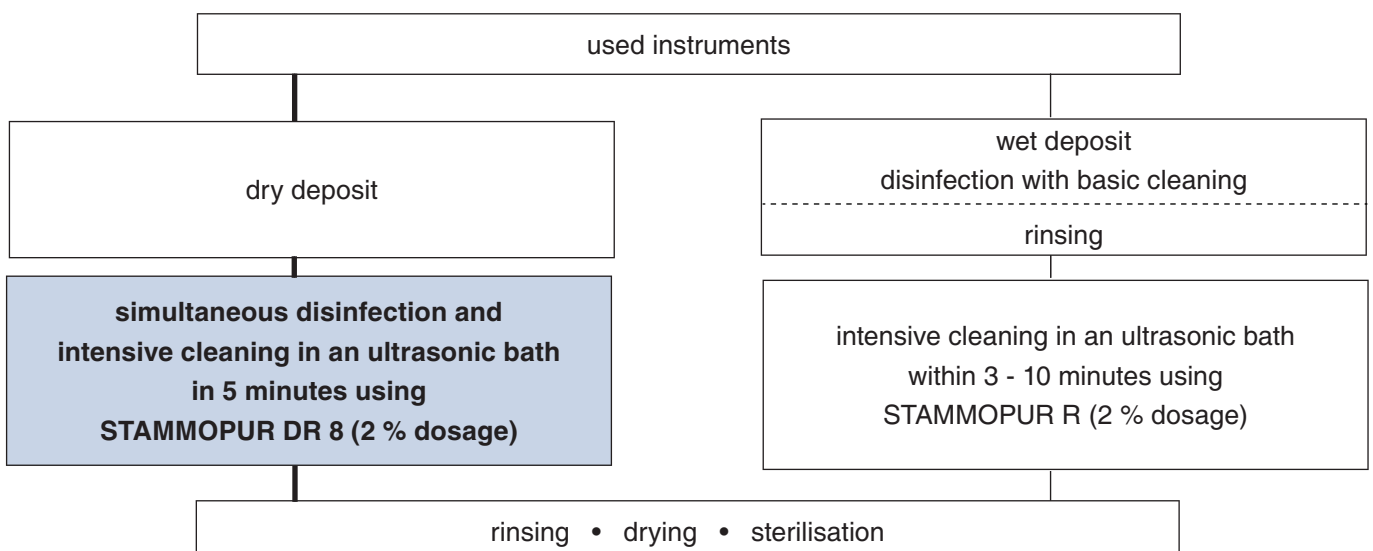 used instruments
dry deposit
wet deposit
disinfection with basic cleaning
rinsing
simultaneous disinfection and
intensive cleaning in an ultrasonic bath
in 5 minutes using
STAMMOPUR DR 8 (2 % dosage)
intensive cleaning in an ultrasonic bath
within 3 - 10 minutes using
STAMMOPUR R (2 % dosage)
rinsing • drying • sterilisation